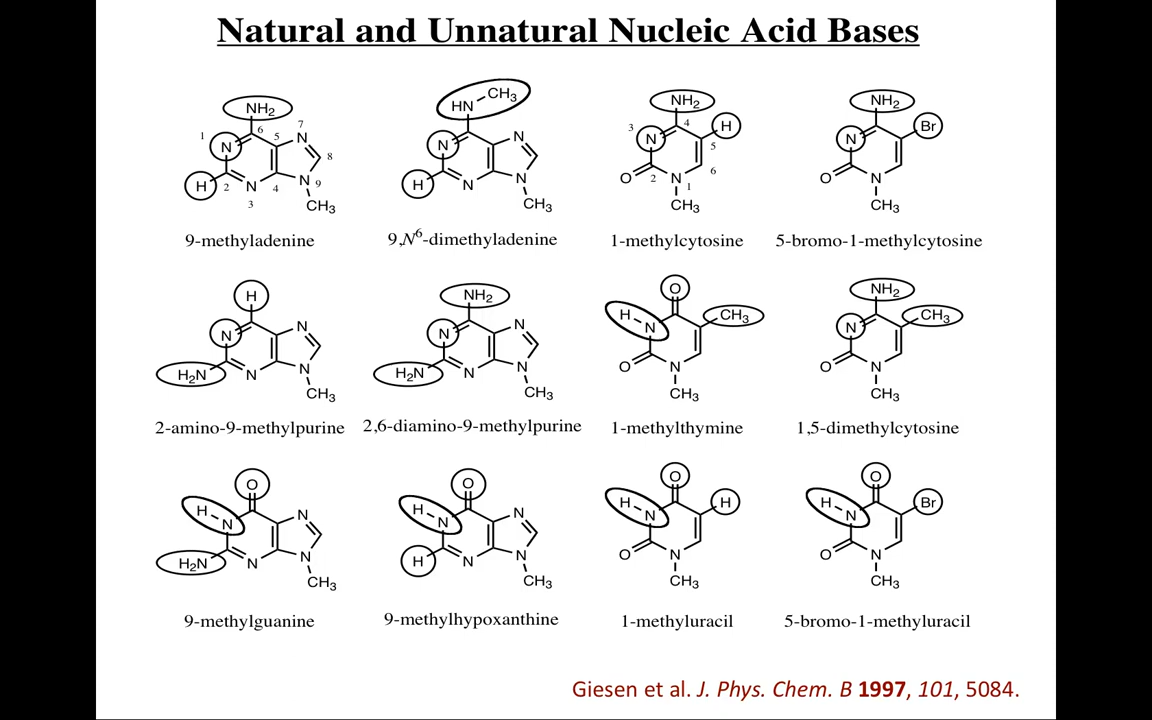 Natural and Unnatural Nucleic Acid Bases
NH2 HN CH3 NH2 NH2
1 6 5 7 N N 3 4 H Br
N N N 5 N
8
H 2 N 4 N 9 H N N O 2 N 1 6 O N
3 CH3 CH3 CH3 CH3
9-methyladenine 9,N6-dimethyladenine 1-methylcytosine 5-bromo-1-methylcytosine
H NH2 O NH2
N N N N H N CH3 N CH3
H2N N N H2N N N O N O N
CH3 CH3 CH3 CH3
2-amino-9-methylpurine 2,6-diamino-9-methylpurine 1-methylthymine 1,5-dimethylcytosine
O O O O
H N N H N N H N H H N Br
H2N N N H N N O N O N
CH3 CH3 CH3 CH3
9-methylguanine 9-methylhypoxanthine 1-methyluracil 5-bromo-1-methyluracil
Giesen et al. J. Phys. Chem. B 1997, 101, 5084.